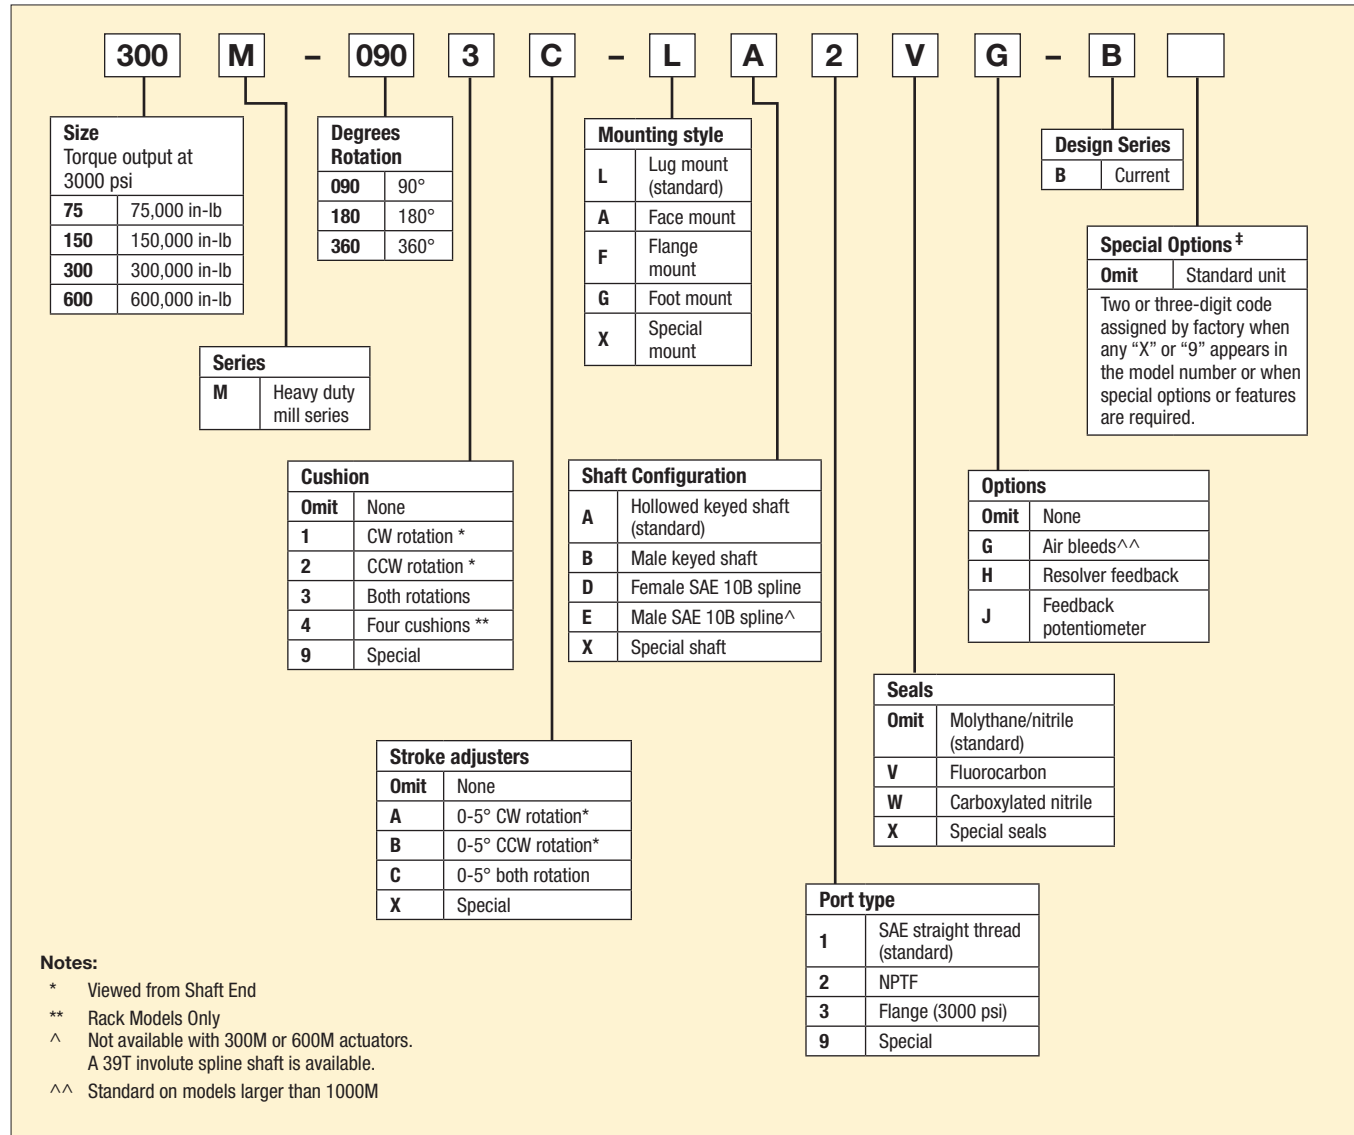 300 M – 090 3 C – L A 2 V G – B
Size
Torque output at
3000 psi
75 75,000 in-lb
150 150,000 in-lb
300 300,000 in-lb
600 600,000 in-lb
Series
M Heavy duty
mill series
Degrees
Rotation
090 90°
180 180°
360 360°
Cushion
Omit None
1 CW rotation *
2 CCW rotation *
3 Both rotations
4 Four cushions **
9 Special
Stroke adjusters
Omit None
A 0-5° CW rotation*
B 0-5° CCW rotation*
C 0-5° both rotation
X Special
Mounting style
L Lug mount
(standard)
A Face mount
F Flange
mount
G Foot mount
X Special
mount
Shaft Configuration
A Hollowed keyed shaft
(standard)
B Male keyed shaft
D Female SAE 10B spline
E Male SAE 10B spline^
X Special shaft
Port type
1 SAE straight thread
(standard)
2 NPTF
3 Flange (3000 psi)
9 Special
Seals
Omit Molythane/nitrile
(standard)
V Fluorocarbon
W Carboxylated nitrile
X Special seals
Options
Omit None
G Air bleeds^^
H Resolver feedback
J Feedback
potentiometer
Design Series
B Current
Special Options‡
Omit Standard unit
Two or three-digit code
assigned by factory when
any “X” or “9” appears in
the model number or when
special options or features
are required.
Notes:
* Viewed from Shaft End
** Rack Models Only
^ Not available with 300M or 600M actuators.
A 39T involute spline shaft is available.
^^ Standard on models larger than 1000M